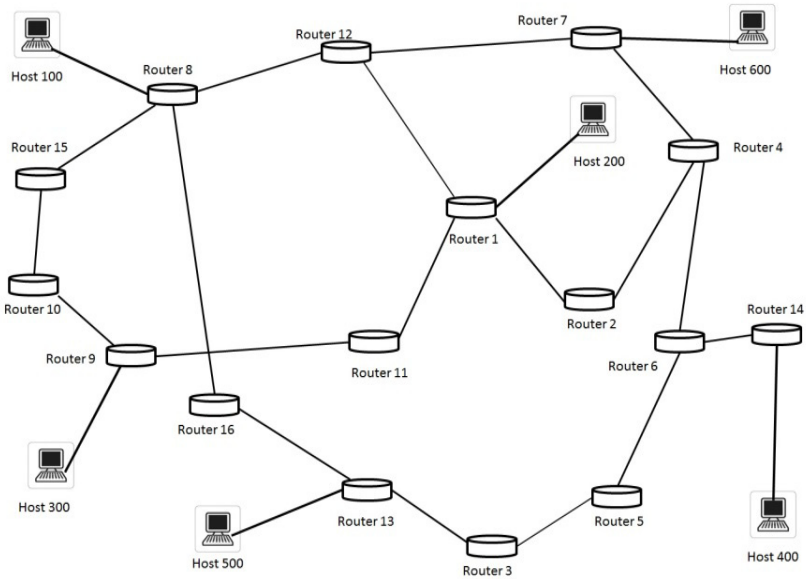 Router 7
Router 12
Host 600
Router 8
Host 100
Router 15
Router 4
Host 200
Router 1
Router 10
Router 14
Router 2
Router 9
Router 6
Router 11
Router 16
Host 300
Router 13
Router 5
Host 500
Host 400
Router 3